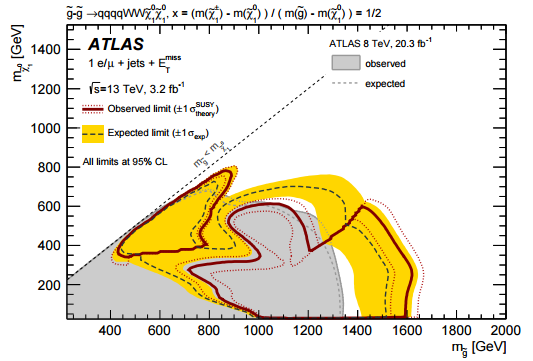 g̃-g̃ → qqqqWWχ̃₁⁰χ̃₁⁰, x = (m(χ̃₁±) - m(χ̃₁⁰) ) / ( m(g̃) - m(χ̃₁⁰) ) = 1/2
m_χ̃₁⁰ [GeV]
ATLAS
1 e/μ + jets + E_T^miss
√s=13 TeV, 3.2 fb⁻¹
Observed limit (±1 σ_theory^SUSY)
Expected limit (±1 σ_exp)
All limits at 95% CL
ATLAS 8 TeV, 20.3 fb⁻¹
observed
expected
m_g̃ < m_χ̃₁⁰
1400
1200
1000
800
600
400
200
400 600 800 1000 1200 1400 1600 1800 2000
m_g̃ [GeV]